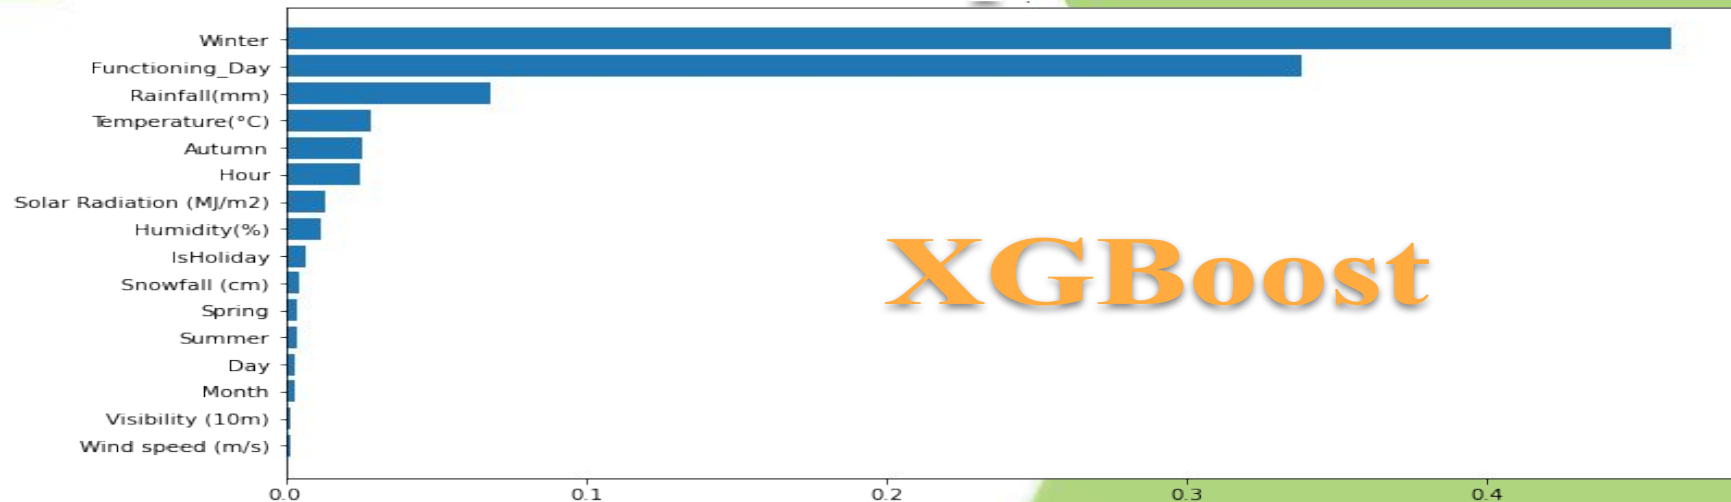 Winter
Functioning_Day
Rainfall(mm)
Temperature(°C)
Autumn
Hour
Solar Radiation (MJ/m2)
Humidity(%)
IsHoliday
XGBoost
Snowfall (cm)
Spring
Summer
Day
Month
Visibility (10m)
Wind speed (m/s)
0.0 0.1 0.2 0.3 0.4